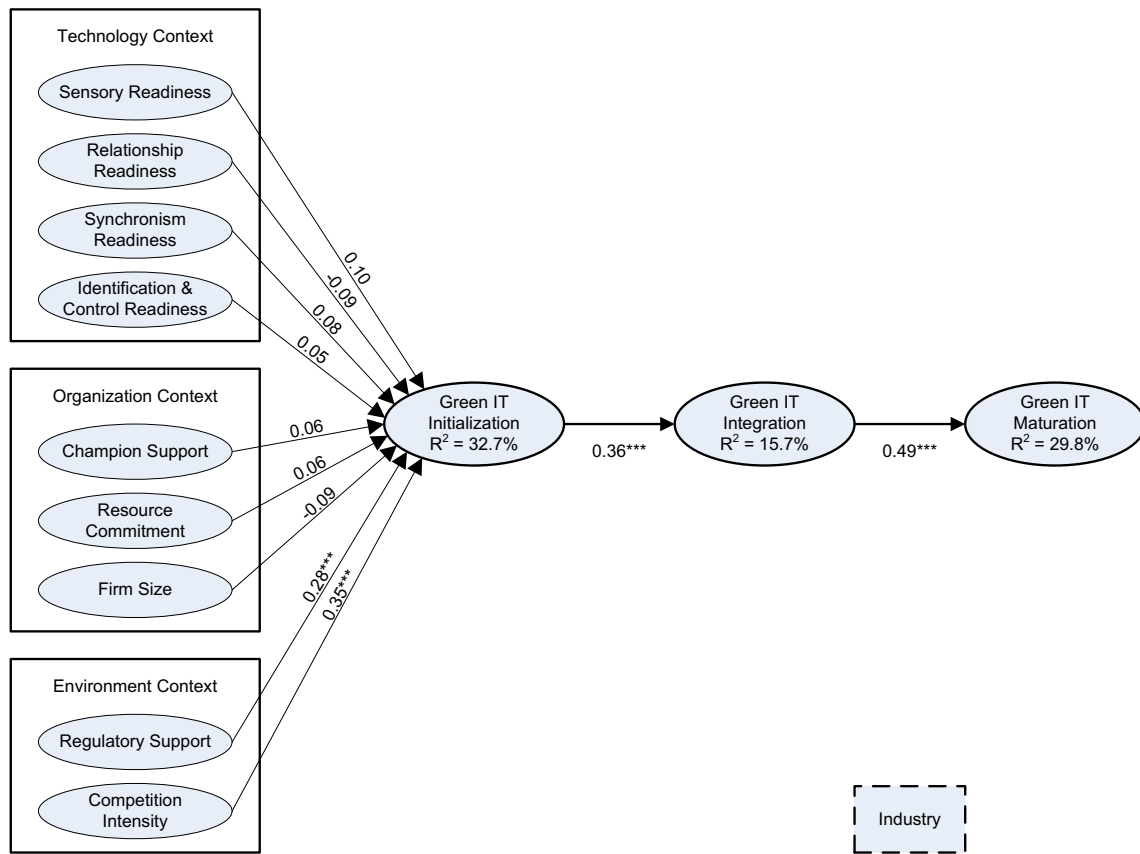 Technology Context
Sensory Readiness
Relationship
Readiness
Synchronism
Readiness
Identification &
Control Readiness
0.10
-0.09
0.08
0.05
Organization Context
Champion Support
Resource
Commitment
Firm Size
0.06
0.06
-0.09
Environment Context
Regulatory Support
Competition
Intensity
0.28***
0.35***
Green IT
Initialization
R² = 32.7%
0.36***
Green IT
Integration
R² = 15.7%
0.49***
Green IT
Maturation
R² = 29.8%
Industry